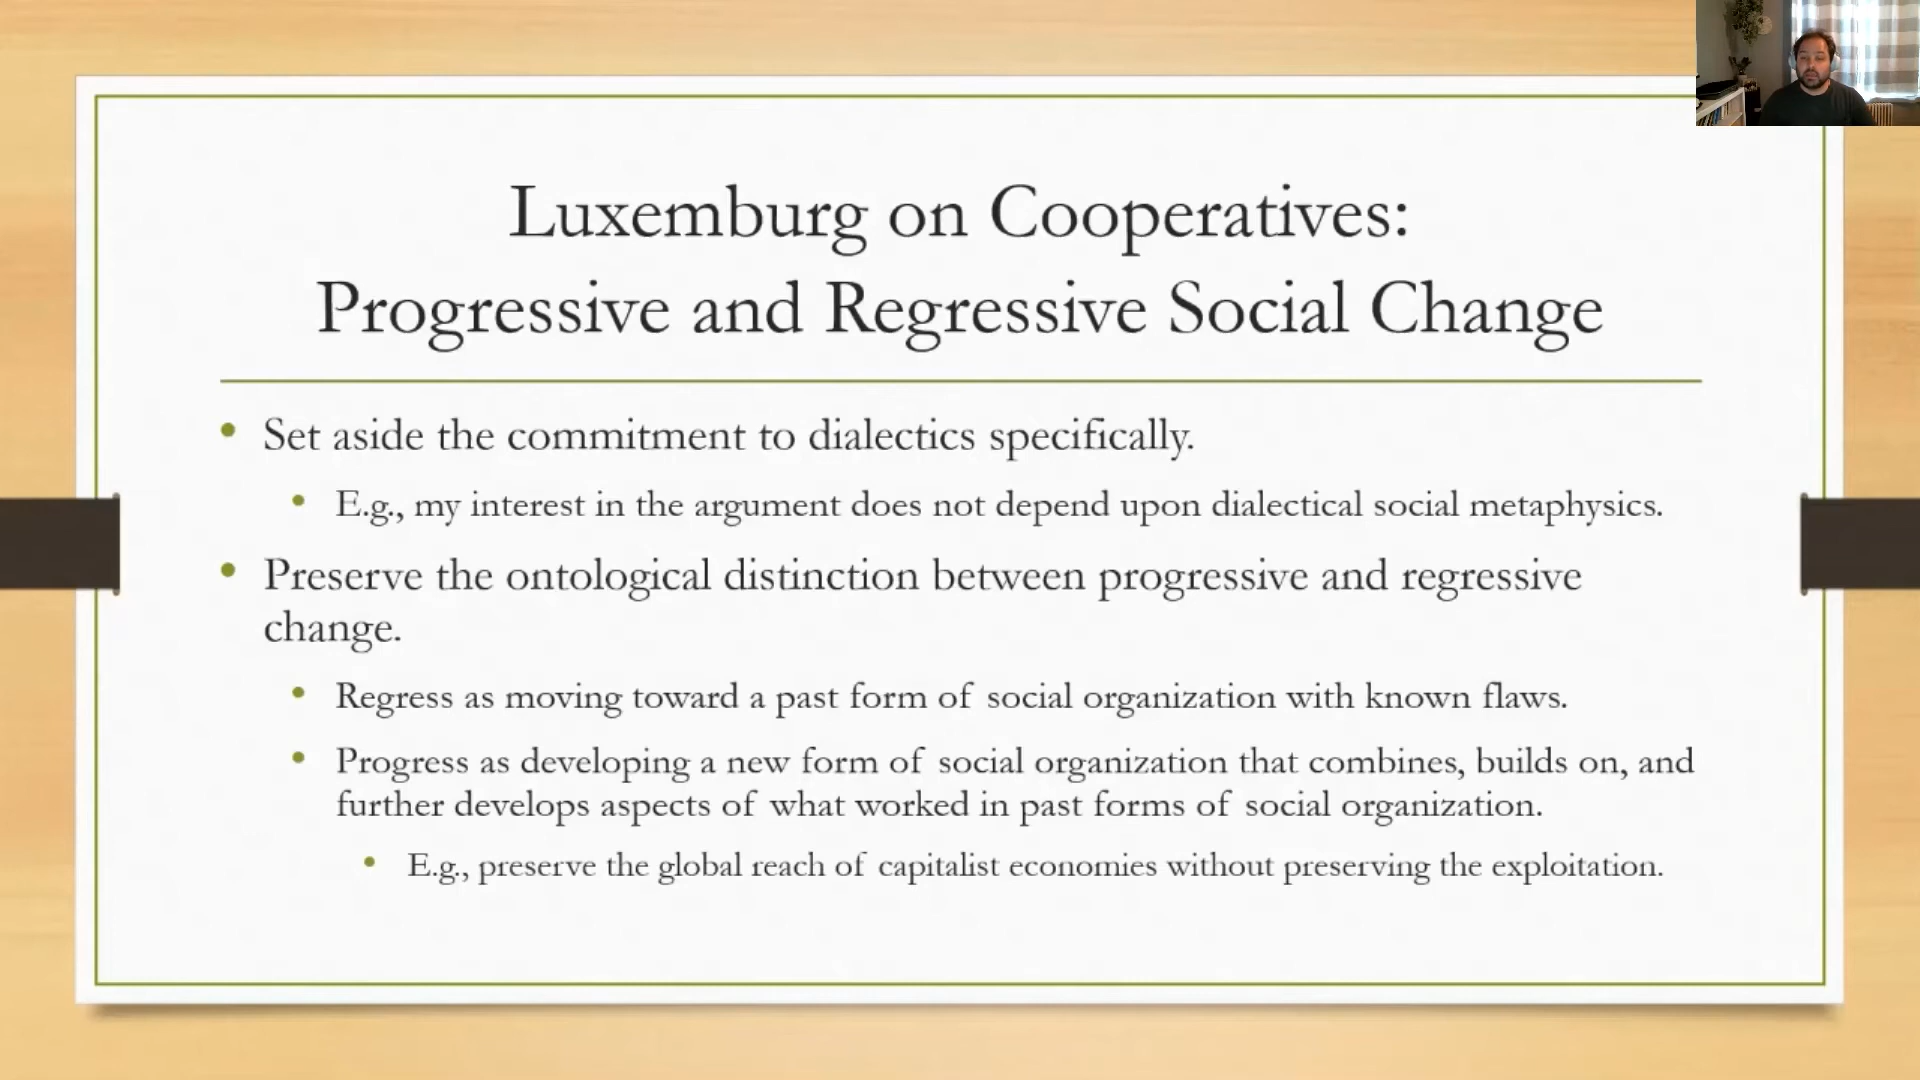 Luxemburg on Cooperatives:
Progressive and Regressive Social Change
• Set aside the commitment to dialectics specifically.
• E.g., my interest in the argument does not depend upon dialectical social metaphysics.
• Preserve the ontological distinction between progressive and regressive
change.
• Regress as moving toward a past form of social organization with known flaws.
• Progress as developing a new form of social organization that combines, builds on, and
further develops aspects of what worked in past forms of social organization.
• E.g., preserve the global reach of capitalist economies without preserving the exploitation.